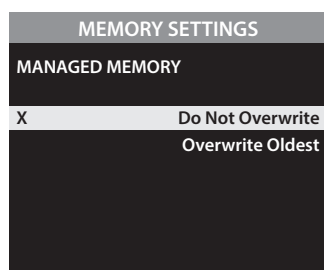 MEMORY SETTINGS
MANAGED MEMORY
X Do Not Overwrite
Overwrite Oldest